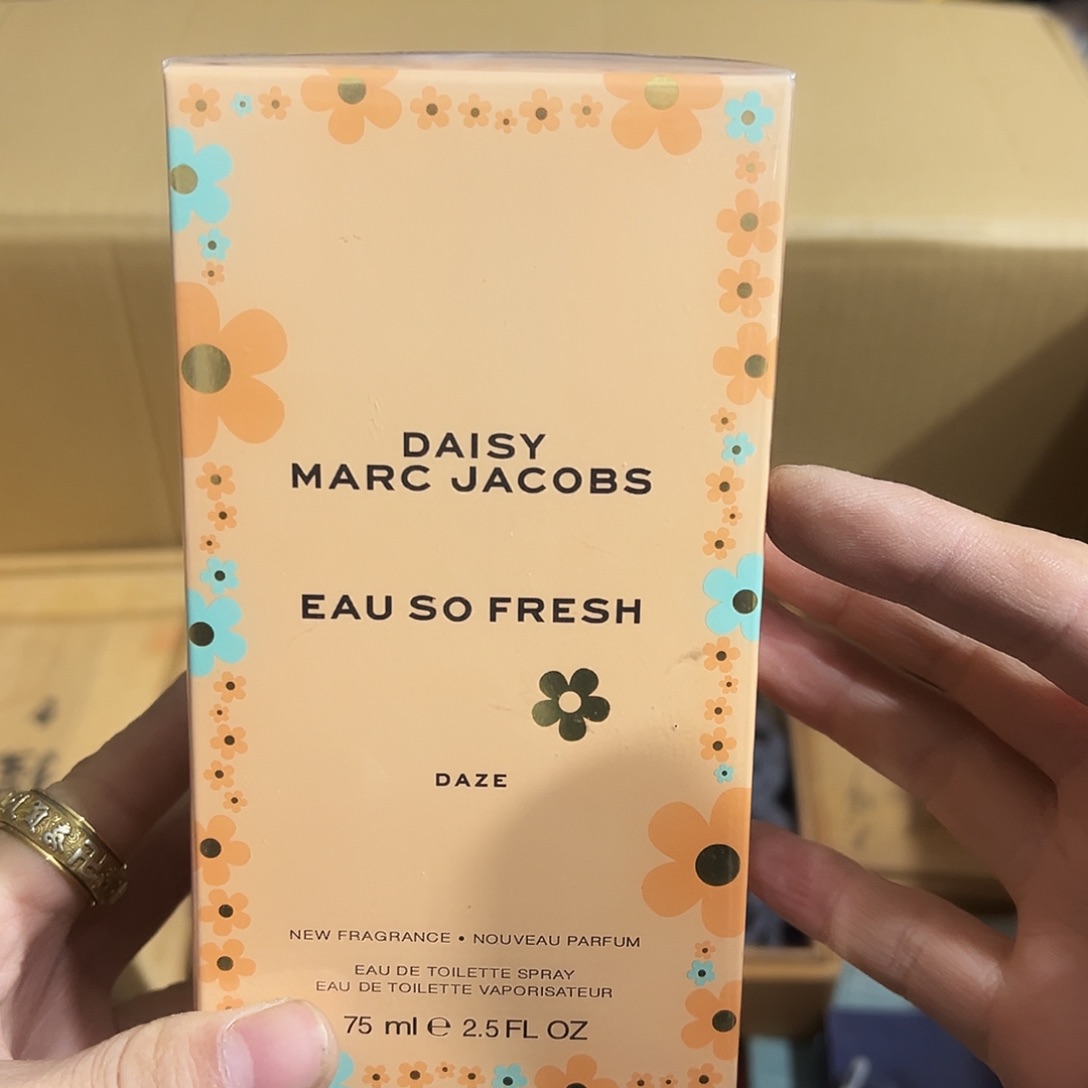 DAISY
MARC JACOBS
EAU SO FRESH
DAZE
NEW FRAGRANCE • NOUVEAU PARFUM
EAU DE TOILETTE SPRAY
EAU DE TOILETTE VAPORISATEUR
75 ml ℮ 2.5 FL OZ